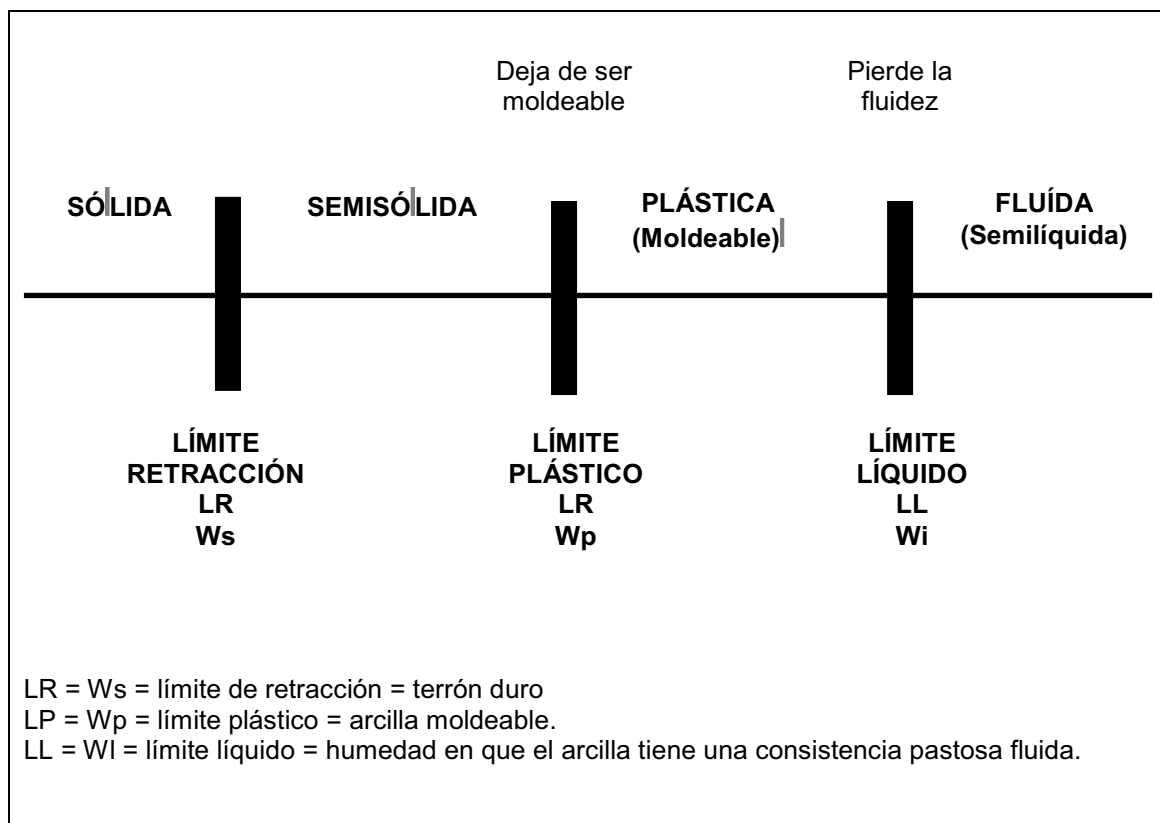 Deja de ser
moldeable
Pierde la
fluidez
SÓLIDA
SEMISÓLIDA
PLÁSTICA
(Moldeable)
FLUÍDA
(Semilíquida)
LÍMITE
RETRACCIÓN
LR
Ws
LÍMITE
PLÁSTICO
LR
Wp
LÍMITE
LÍQUIDO
LL
Wi
LR = Ws = límite de retracción = terrón duro
LP = Wp = límite plástico = arcilla moldeable.
LL = Wl = límite líquido = humedad en que el arcilla tiene una consistencia pastosa fluida.